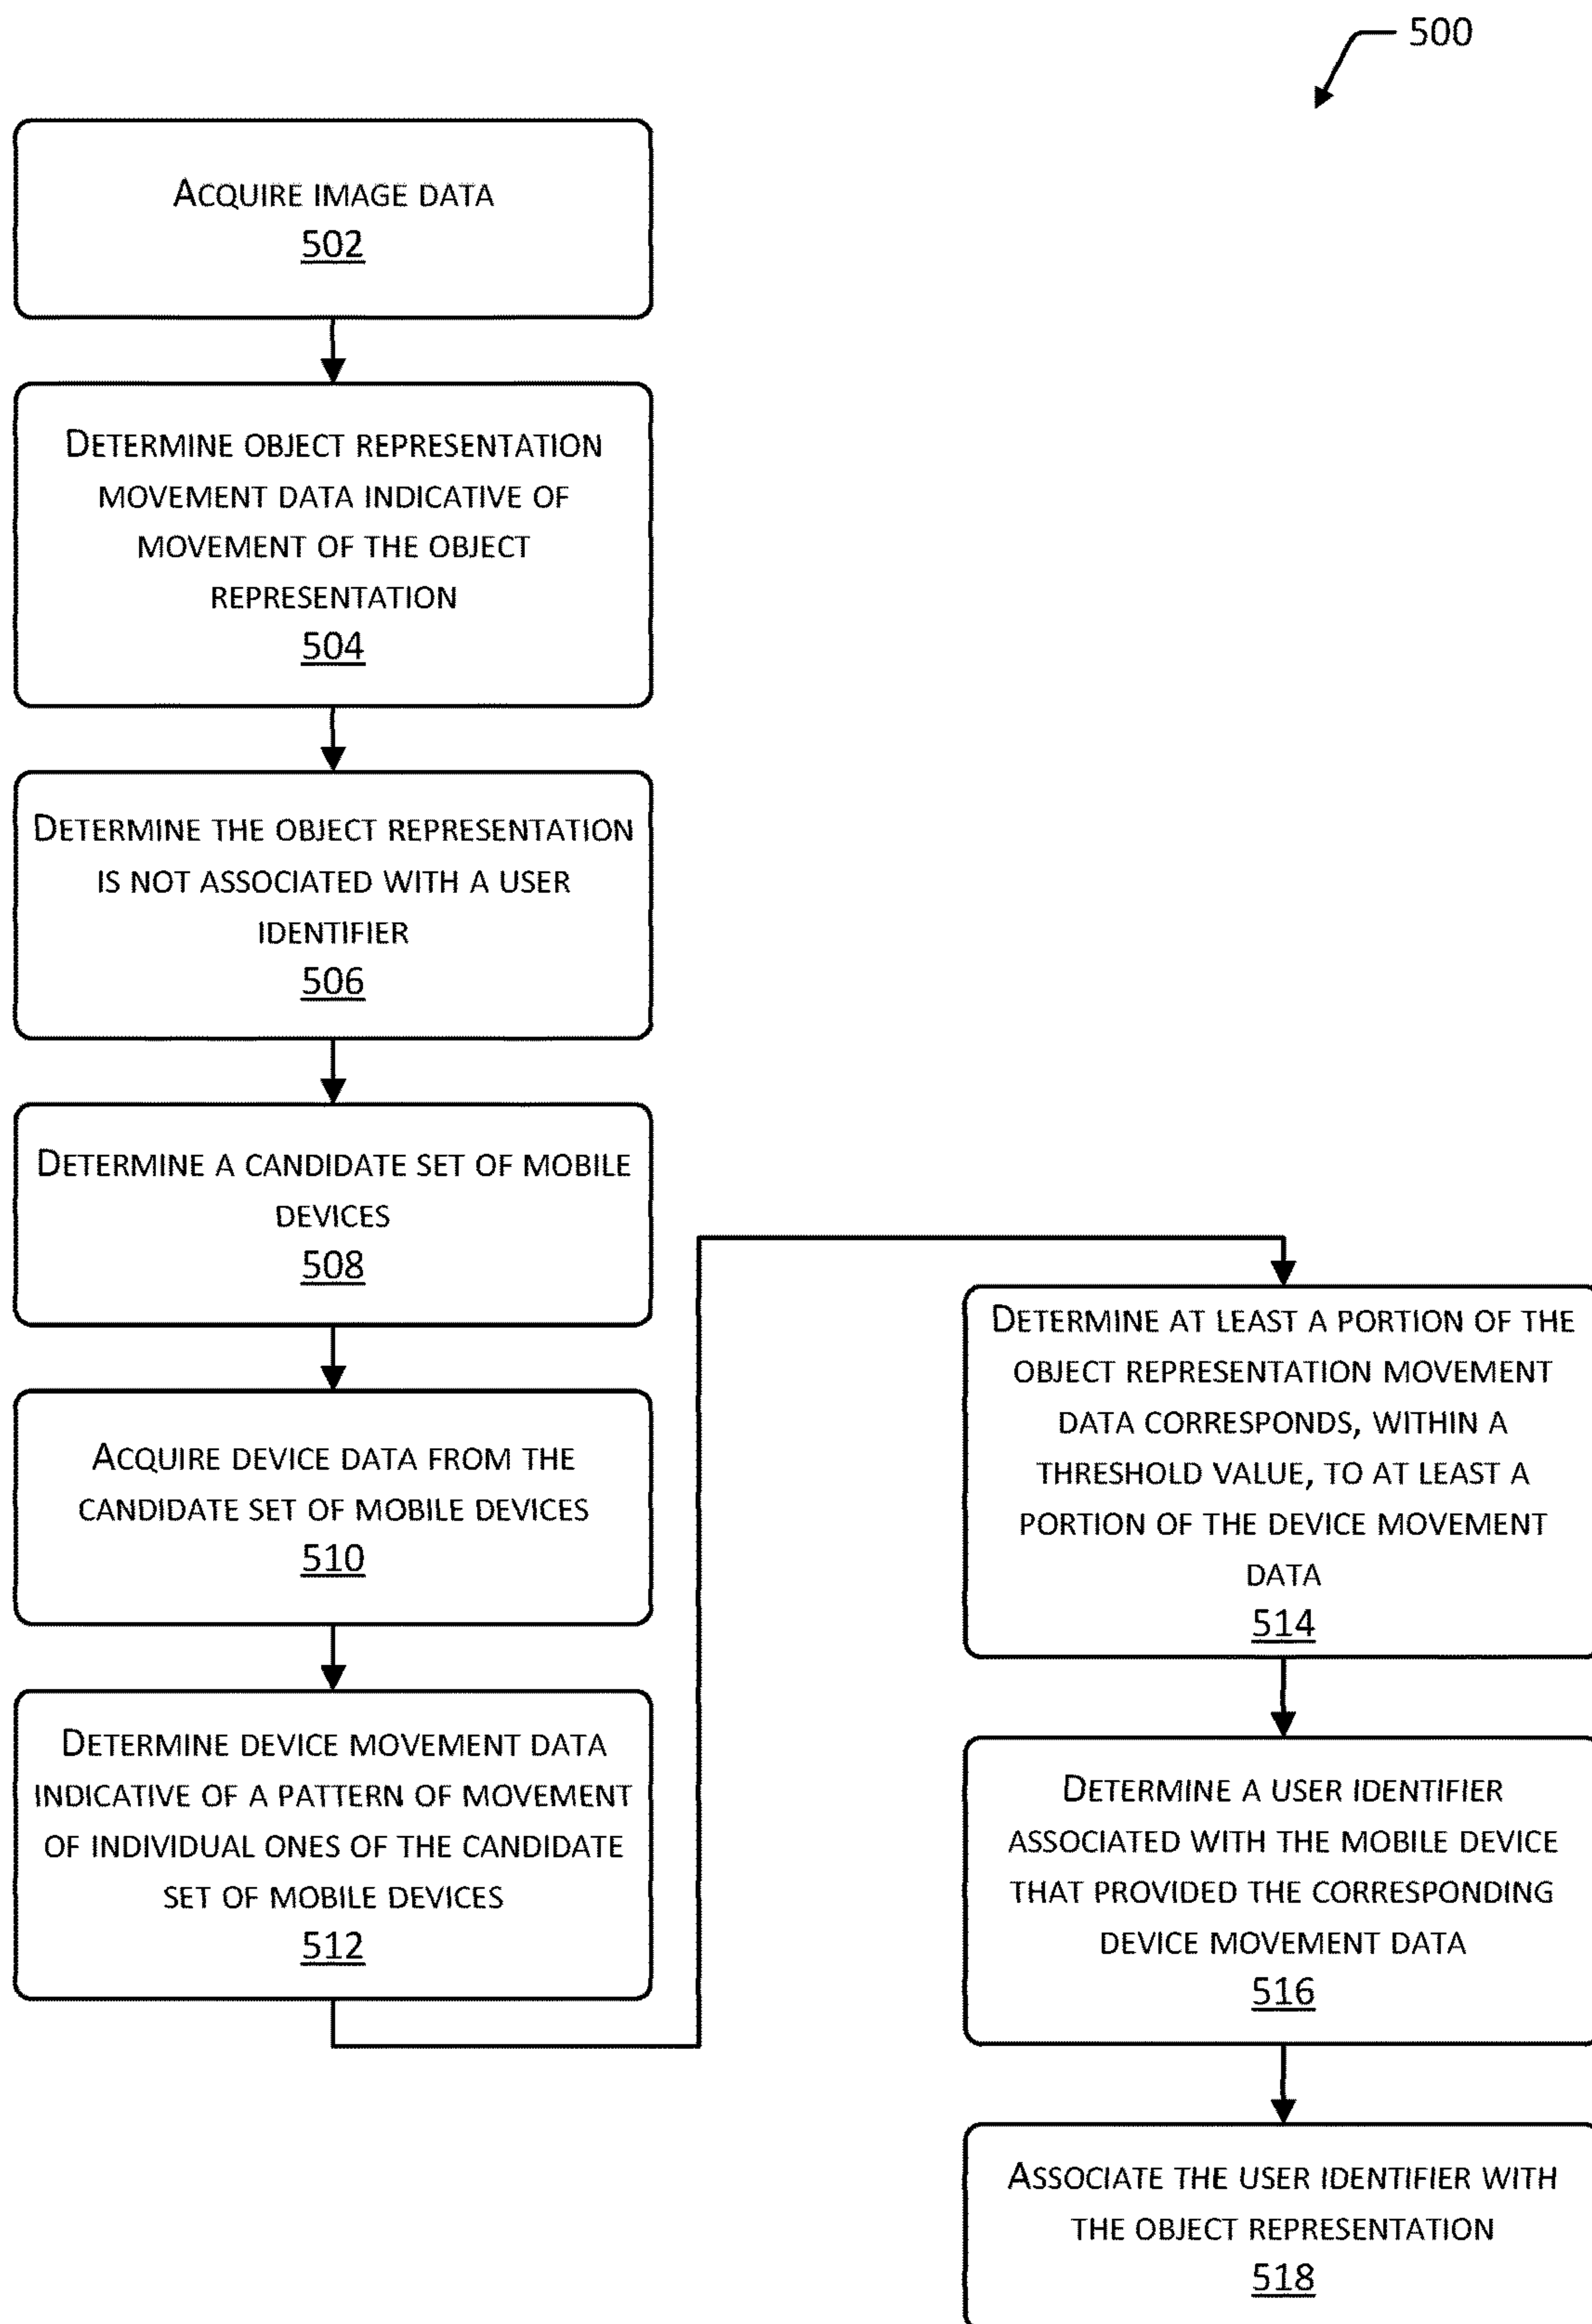 500
ACQUIRE IMAGE DATA
502
DETERMINE OBJECT REPRESENTATION
MOVEMENT DATA INDICATIVE OF
MOVEMENT OF THE OBJECT
REPRESENTATION
504
DETERMINE THE OBJECT REPRESENTATION
IS NOT ASSOCIATED WITH A USER
IDENTIFIER
506
DETERMINE A CANDIDATE SET OF MOBILE
DEVICES
508
ACQUIRE DEVICE DATA FROM THE
CANDIDATE SET OF MOBILE DEVICES
510
DETERMINE DEVICE MOVEMENT DATA
INDICATIVE OF A PATTERN OF MOVEMENT
OF INDIVIDUAL ONES OF THE CANDIDATE
SET OF MOBILE DEVICES
512
DETERMINE AT LEAST A PORTION OF THE
OBJECT REPRESENTATION MOVEMENT
DATA CORRESPONDS, WITHIN A
THRESHOLD VALUE, TO AT LEAST A
PORTION OF THE DEVICE MOVEMENT
DATA
514
DETERMINE A USER IDENTIFIER
ASSOCIATED WITH THE MOBILE DEVICE
THAT PROVIDED THE CORRESPONDING
DEVICE MOVEMENT DATA
516
ASSOCIATE THE USER IDENTIFIER WITH
THE OBJECT REPRESENTATION
518